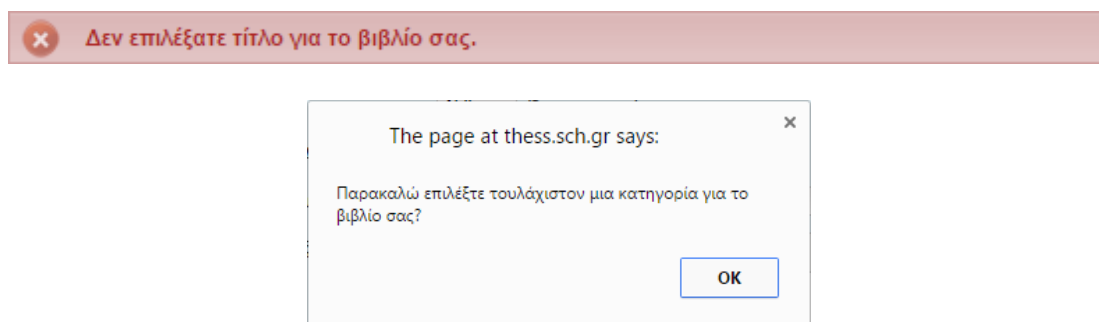 Δεν επιλέξατε τίτλο για το βιβλίο σας.
The page at thess.sch.gr says:
Παρακαλώ επιλέξτε τουλάχιστον μια κατηγορία για το
βιβλίο σας?
OK